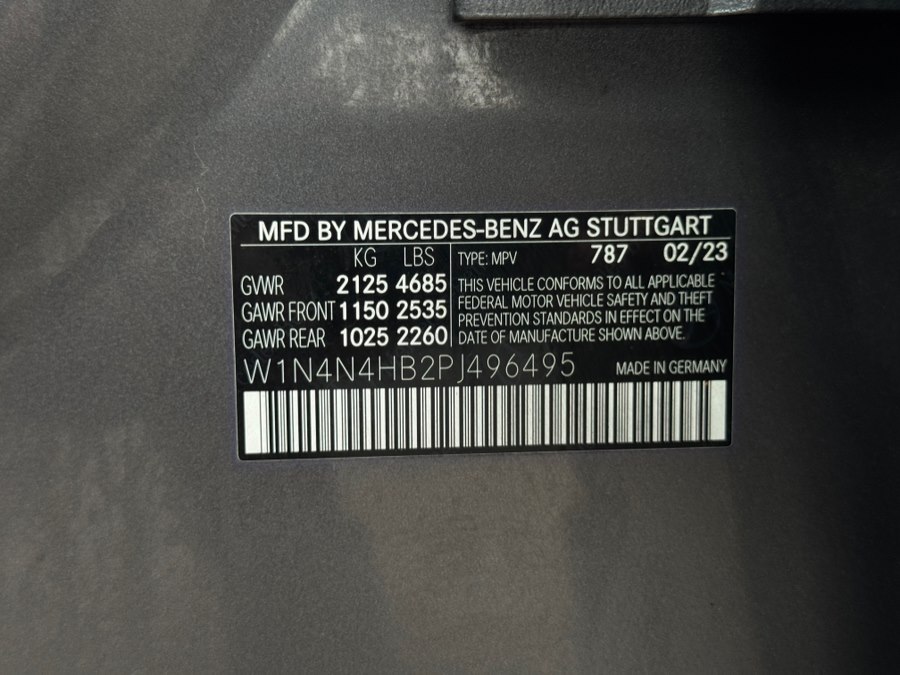 MFD BY MERCEDES-BENZ AG STUTTGART
KG LBS
GVWR 2125 4685
GAWR FRONT 1150 2535
GAWR REAR 1025 2260
TYPE: MPV 787 02/23
THIS VEHICLE CONFORMS TO ALL APPLICABLE
FEDERAL MOTOR VEHICLE SAFETY AND THEFT
PREVENTION STANDARDS IN EFFECT ON THE
DATE OF MANUFACTURE SHOWN ABOVE.
W1N4N4HB2PJ496495 MADE IN GERMANY